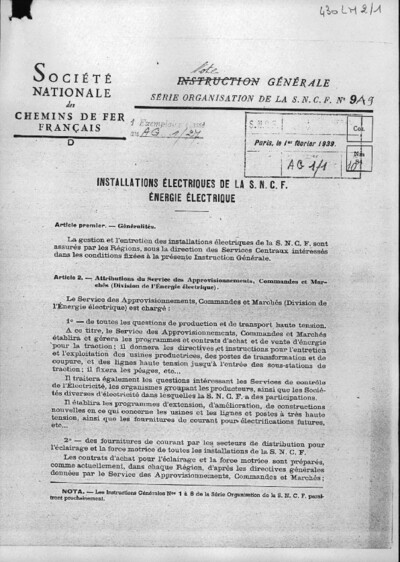 430 LM 2/1
SOCIÉTÉ
NATIONALE
des
CHEMINS DE FER
FRANÇAIS
D
Note
INSTRUCTION GÉNÉRALE
SÉRIE ORGANISATION DE LA S. N. C. F. N° 9
1 Exemplaire
au AG 1/27
Paris, le 1er février 1939.
AG 1/1
INSTALLATIONS ÉLECTRIQUES DE LA S. N. C. F.
ÉNERGIE ÉLECTRIQUE
Article premier. — Généralités.
La gestion et l'entretien des installations électriques de la S. N. C. F. sont
assurés par les Régions, sous la direction des Services Centraux intéressés
dans les conditions fixées à la présente Instruction Générale.
Article 2. — Attributions du Service des Approvisionnements, Commandes et Mar-
chés (Division de l'Énergie électrique).
Le Service des Approvisionnements, Commandes et Marchés (Division de
l'Énergie électrique) est chargé :
1° — de toutes les questions de production et de transport haute tension.
A ce titre, le Service des Approvisionnements, Commandes et Marchés
établira et gérera les programmes et contrats d'achat et de vente d'énergie
pour la traction ; il donnera les directives et instructions pour l'entretien
et l'exploitation des usines productrices, des postes de transformation et de
coupure, et des lignes haute tension jusqu'à l'entrée des sous-stations de
traction ; il fixera les péages, etc...
Il traitera également les questions intéressant les Services de contrôle
de l'Électricité, les organismes groupant les producteurs, ainsi que les Socié-
tés diverses d'électricité dans lesquelles la S. N. C. F. a des participations.
Il établira les programmes d'extension, d'amélioration, de constructions
nouvelles en ce qui concerne les usines et les lignes et postes à très haute
tension, ainsi que les fournitures de courant pour électrifications futures,
etc...
2° — des fournitures de courant par les secteurs de distribution pour
l'éclairage et la force motrice de toutes les installations de la S. N. C. F.
Les contrats d'achat pour l'éclairage et la force motrice sont préparés,
comme actuellement, dans chaque Région, d'après les directives générales
données par le Service des Approvisionnements, Commandes et Marchés ;
NOTA. — Les Instructions Générales Nos 1 à 8 de la Série Organisation de la S. N. C. F. parai-
tront prochainement.